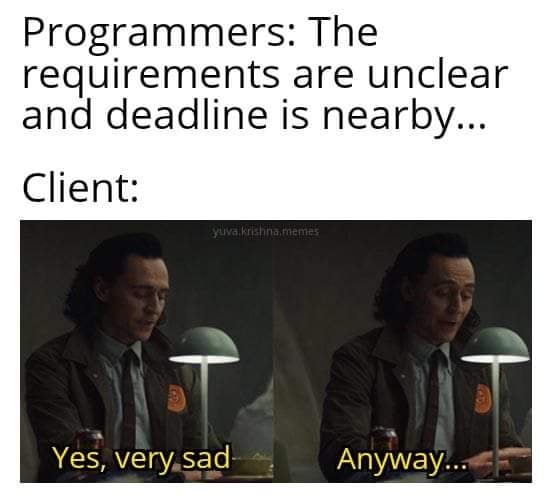 Programmers: The
requirements are unclear
and deadline is nearby...
Client:
yuva.krishna.memes
Yes, very sad
Anyway...